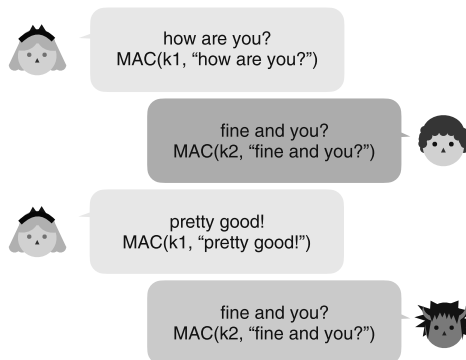 how are you?
MAC(k1, “how are you?”)
fine and you?
MAC(k2, “fine and you?”)
pretty good!
MAC(k1, “pretty good!”)
fine and you?
MAC(k2, “fine and you?”)